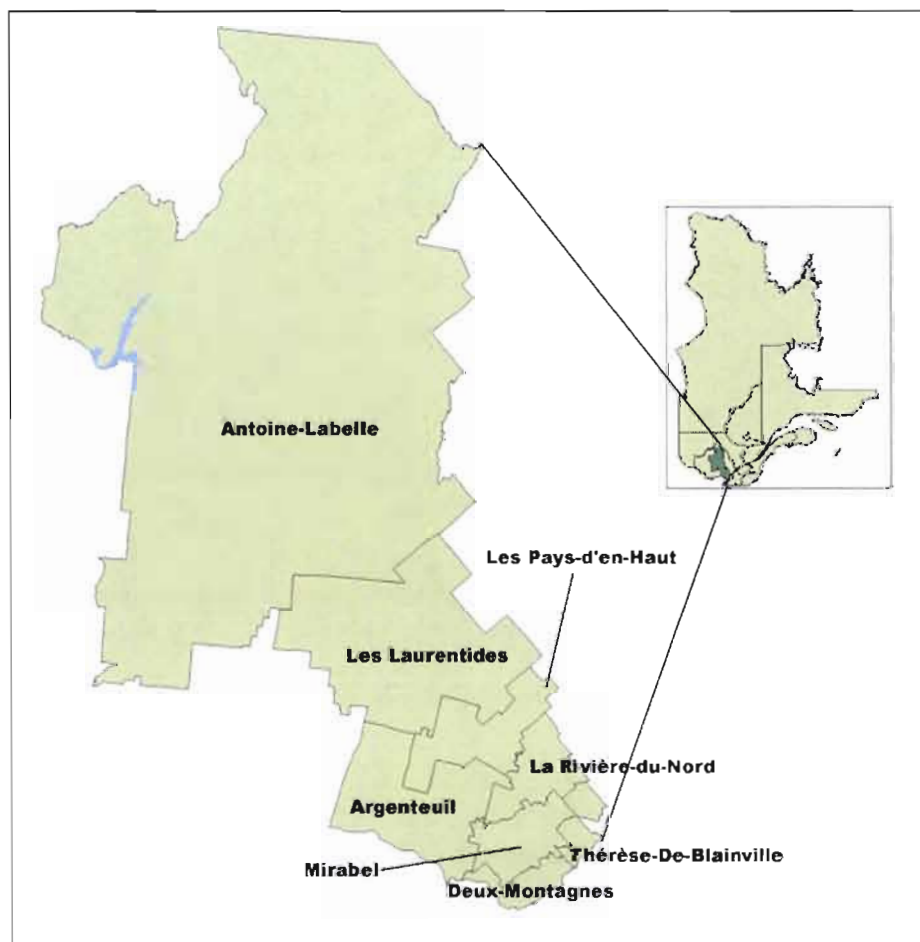 Antoine-Labelle
Les Pays-d'en-Haut
Les Laurentides
La Rivière-du-Nord
Argenteuil
Thérèse-De-Blainville
Mirabel
Deux-Montagnes